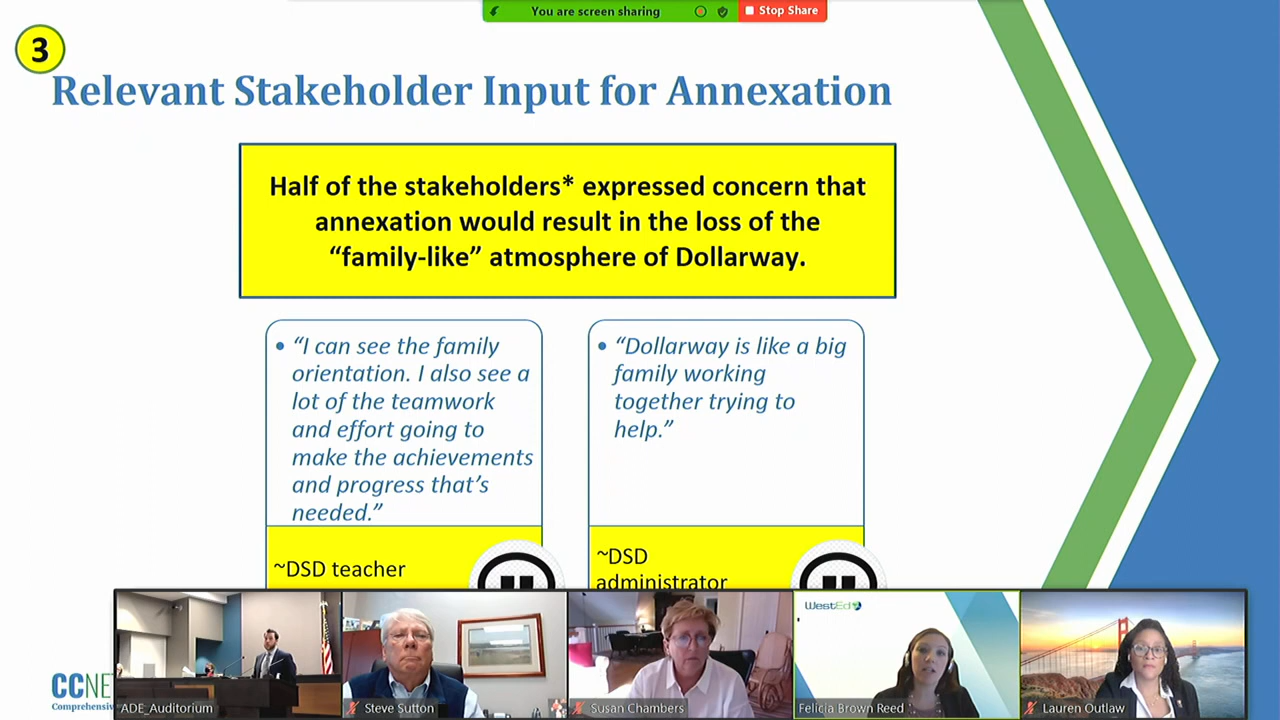 You are screen sharing
Stop Share
3
Relevant Stakeholder Input for Annexation
Half of the stakeholders* expressed concern that
annexation would result in the loss of the
“family-like” atmosphere of Dollarway.
• “I can see the family
orientation. I also see a
lot of the teamwork
and effort going to
make the achievements
and progress that’s
needed.”
~DSD teacher
• “Dollarway is like a big
family working
together trying to
help.”
~DSD
administrator
CCNE
Comprehensiv
ADE_Auditorium
Steve Sutton
Susan Chambers
WestEd
Felicia Brown Reed
Lauren Outlaw